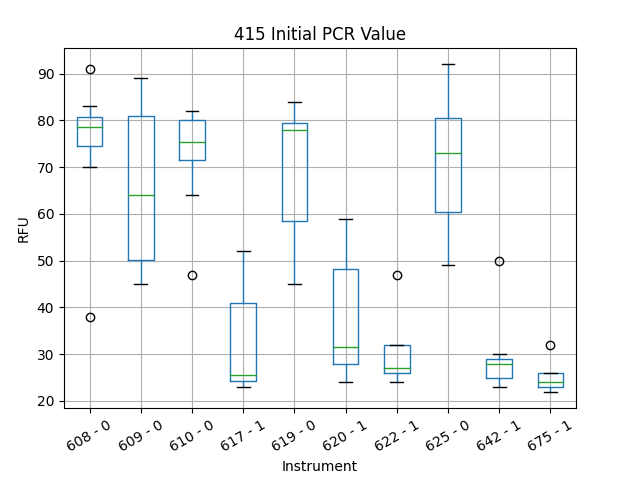 415 Initial PCR Value
90
80
70
60
50
40
30
20
RFU
608 - 0
609 - 0
610 - 0
617 - 1
619 - 0
620 - 1
622 - 1
625 - 0
642 - 1
675 - 1
Instrument